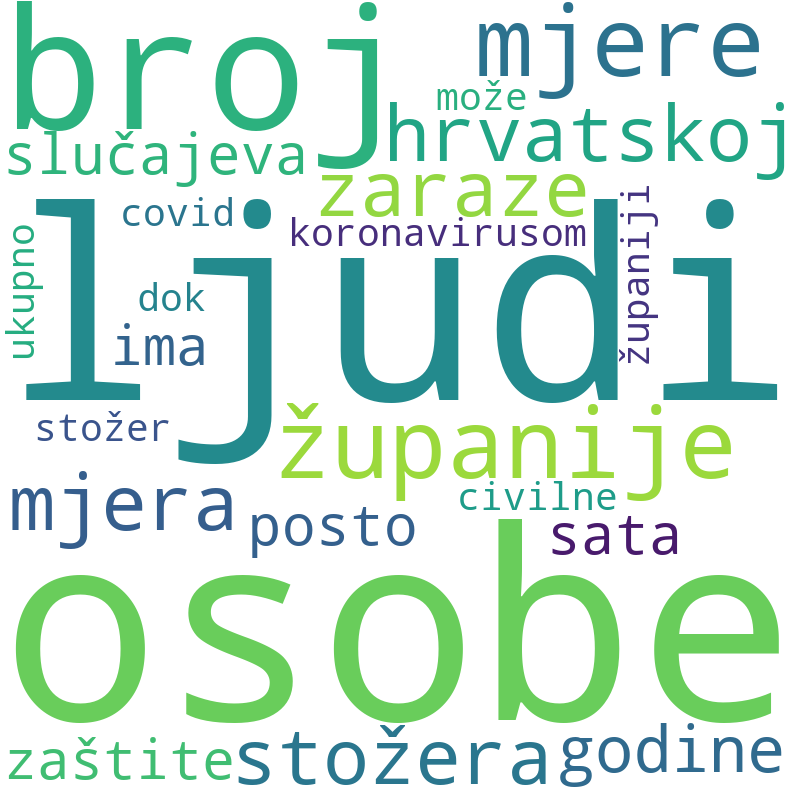 broj
mjere
može
hrvatskoj
slučajeva
zaraze
covid
koronavirusom
županiji
ukupno
ljudi
dok
ima
stožer
županije
mjera
posto
civilne
sata
osobe
zaštite
stožera
godine